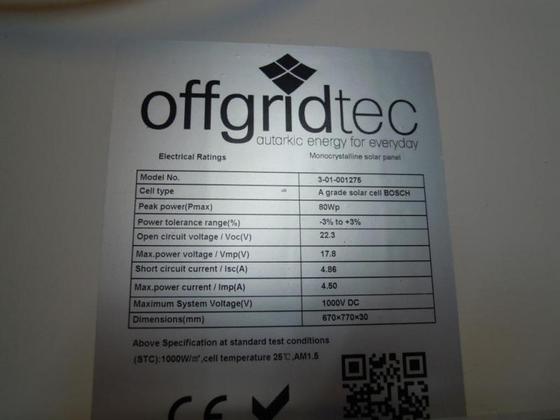 offgridtec
autarkic energy for everyday
Electrical Ratings Monocrystalline solar panel
Model No. 3-01-001275
Cell type A grade solar cell BOSCH
Peak power(Pmax) 80Wp
Power tolerance range(%) -3% to +3%
Open circuit voltage / Voc(V) 22.3
Max.power voltage / Vmp(V) 17.8
Short circuit current / Isc(A) 4.86
Max.power current / Imp(A) 4.50
Maximum System Voltage(V) 1000V DC
Dimensions(mm) 670×770×30
Above Specification at standard test conditions
(STC):1000W/㎡,cell temperature 25℃,AM1.5
CE